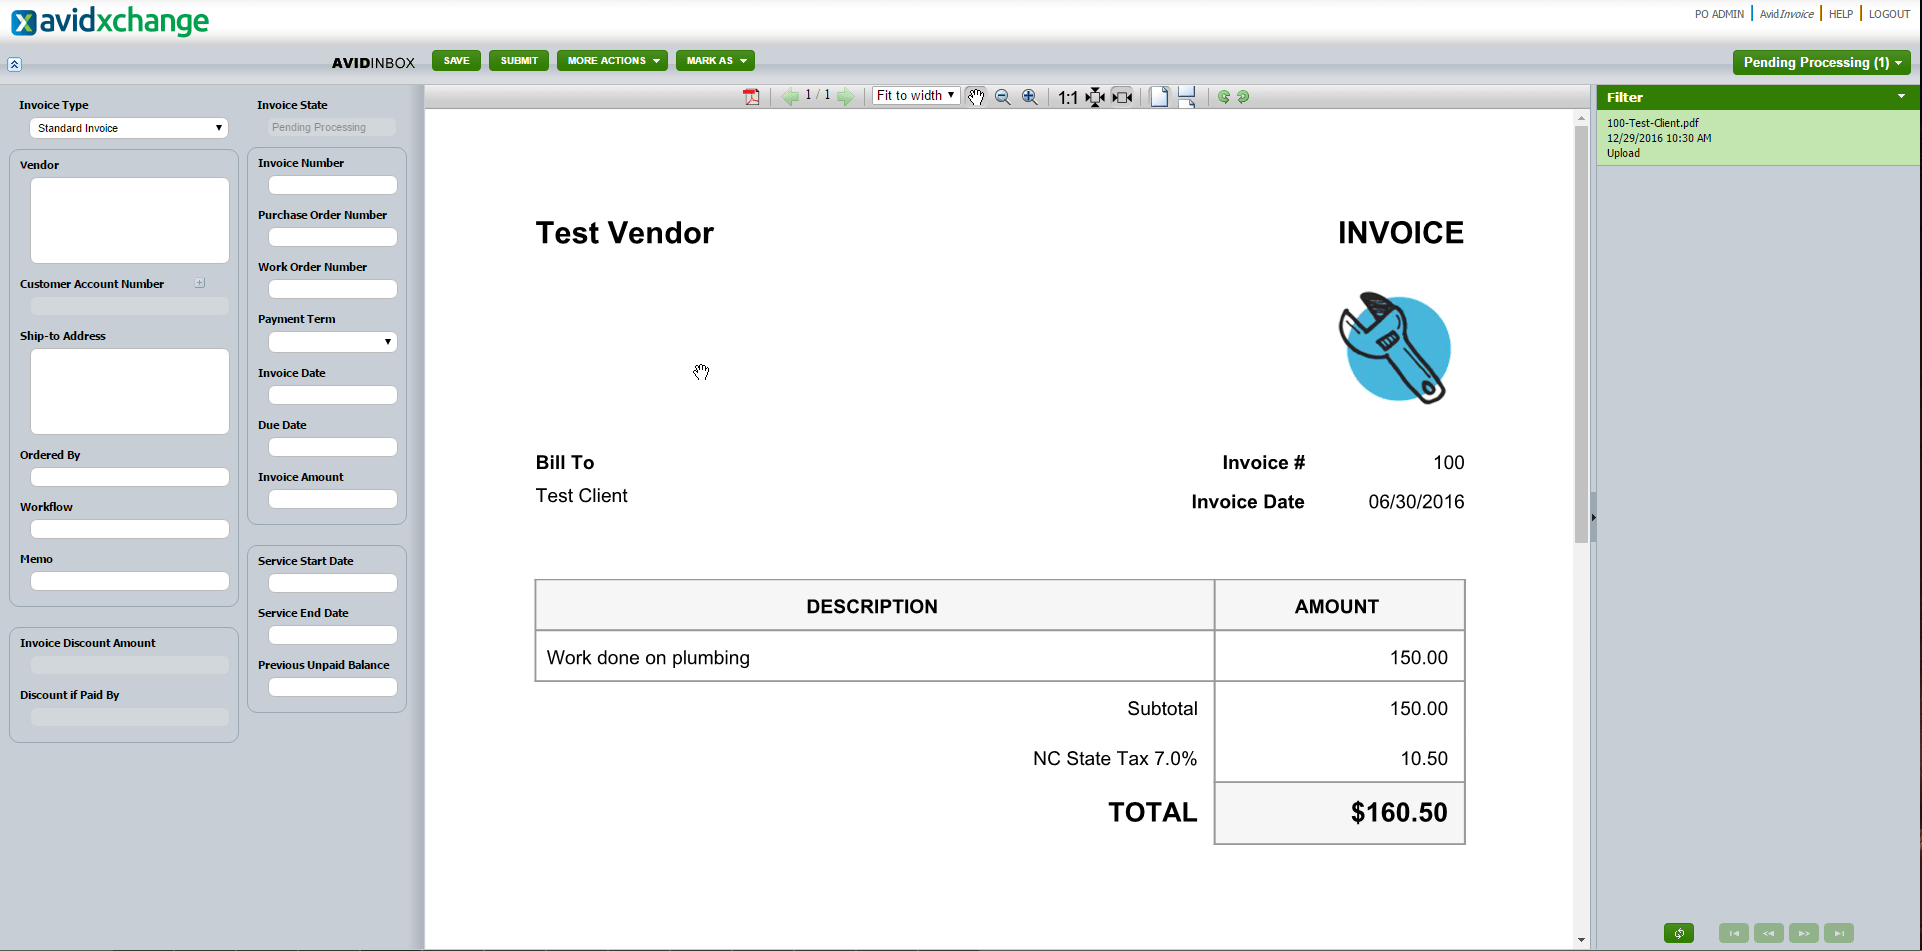 avidxchange
PO ADMIN
AvidInvoice
HELP
LOGOUT
AVIDINBOX
SAVE
SUBMIT
MORE ACTIONS
MARK AS
Pending Processing (1)
Invoice Type
Standard Invoice
Vendor
Customer Account Number
Ship-to Address
Ordered By
Workflow
Memo
Invoice Discount Amount
Discount if Paid By
Invoice State
Pending Processing
Invoice Number
Purchase Order Number
Work Order Number
Payment Term
Invoice Date
Due Date
Invoice Amount
Service Start Date
Service End Date
Previous Unpaid Balance
1 / 1
Fit to width
1:1
Test Vendor
INVOICE
Bill To
Test Client
Invoice # 100
Invoice Date 06/30/2016
DESCRIPTION AMOUNT
Work done on plumbing 150.00
Subtotal 150.00
NC State Tax 7.0% 10.50
TOTAL $160.50
Filter
100-Test-Client.pdf
12/29/2016 10:30 AM
Upload